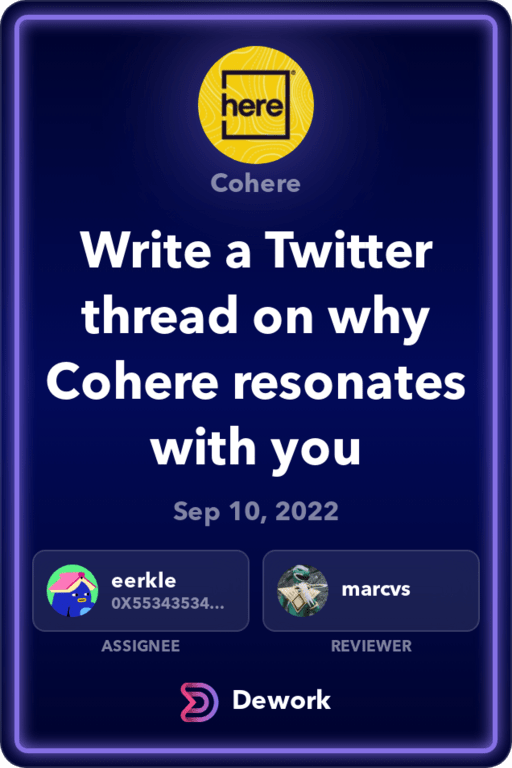 here
Cohere
Write a Twitter
thread on why
Cohere resonates
with you
Sep 10, 2022
eerkle
0X55343534...
marcvs
ASSIGNEE
REVIEWER
Dework